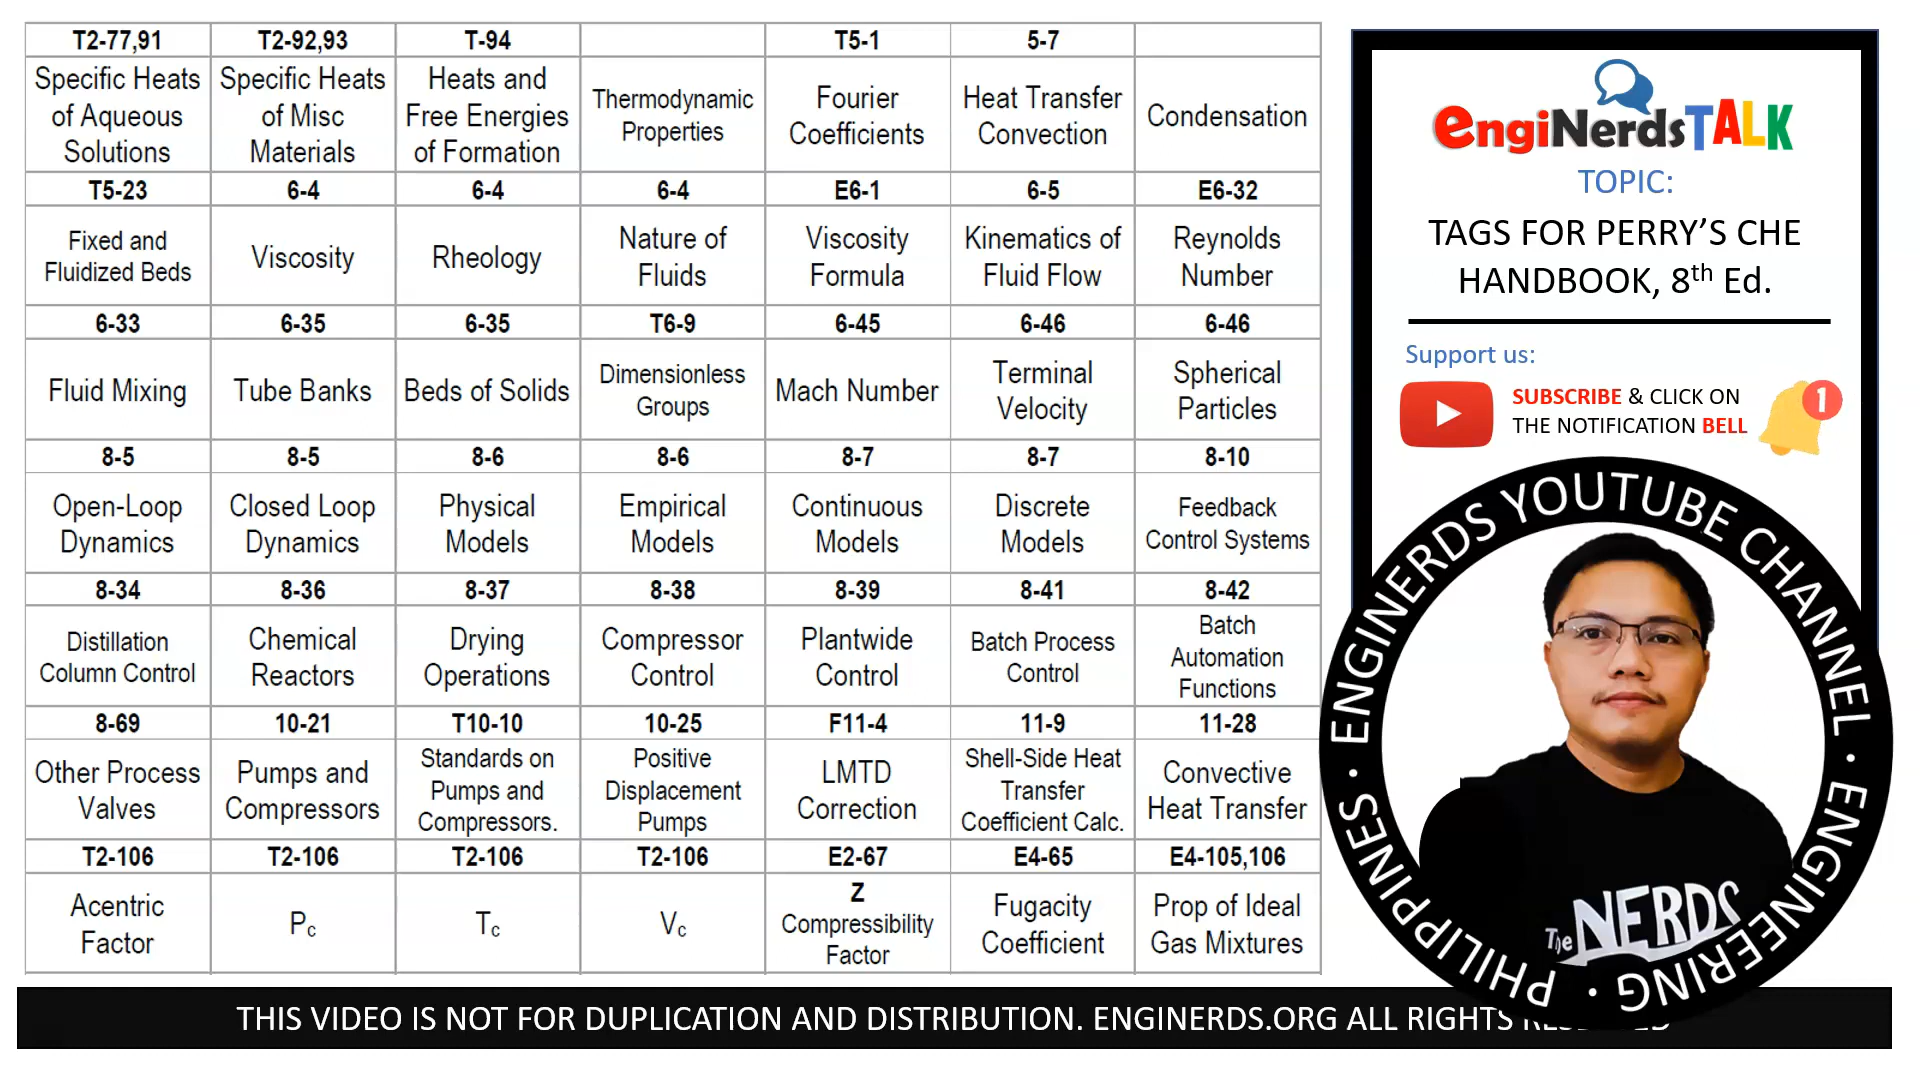 T2-77,91 T2-92,93 T-94 T5-1 5-7
Specific Heats of Aqueous Solutions
Specific Heats of Misc Materials
Heats and Free Energies of Formation
Thermodynamic Properties
Fourier Coefficients
Heat Transfer Convection
Condensation
T5-23 6-4 6-4 6-4 E6-1 6-5 E6-32
Fixed and Fluidized Beds
Viscosity
Rheology
Nature of Fluids
Viscosity Formula
Kinematics of Fluid Flow
Reynolds Number
6-33 6-35 6-35 T6-9 6-45 6-46 6-46
Fluid Mixing
Tube Banks
Beds of Solids
Dimensionless Groups
Mach Number
Terminal Velocity
Spherical Particles
8-5 8-5 8-6 8-6 8-7 8-7 8-10
Open-Loop Dynamics
Closed Loop Dynamics
Physical Models
Empirical Models
Continuous Models
Discrete Models
Feedback Control Systems
8-34 8-36 8-37 8-38 8-39 8-41 8-42
Distillation Column Control
Chemical Reactors
Drying Operations
Compressor Control
Plantwide Control
Batch Process Control
Batch Automation Functions
8-69 10-21 T10-10 10-25 F11-4 11-9 11-28
Other Process Valves
Pumps and Compressors
Standards on Pumps and Compressors.
Positive Displacement Pumps
LMTD Correction
Shell-Side Heat Transfer Coefficient Calc.
Convective Heat Transfer
T2-106 T2-106 T2-106 T2-106 E2-67 E4-65 E4-105,106
Acentric Factor
Pc
Tc
Vc
Z Compressibility Factor
Fugacity Coefficient
Prop of Ideal Gas Mixtures
engiNerdsTALK
TOPIC:
TAGS FOR PERRY’S CHE
HANDBOOK, 8th Ed.
Support us:
SUBSCRIBE & CLICK ON
THE NOTIFICATION BELL
1
ENGINERDS YOUTUBE CHANNEL · ENGINEERING · PHILIPPINES ·
The NERDS
THIS VIDEO IS NOT FOR DUPLICATION AND DISTRIBUTION. ENGINERDS.ORG ALL RIGHTS